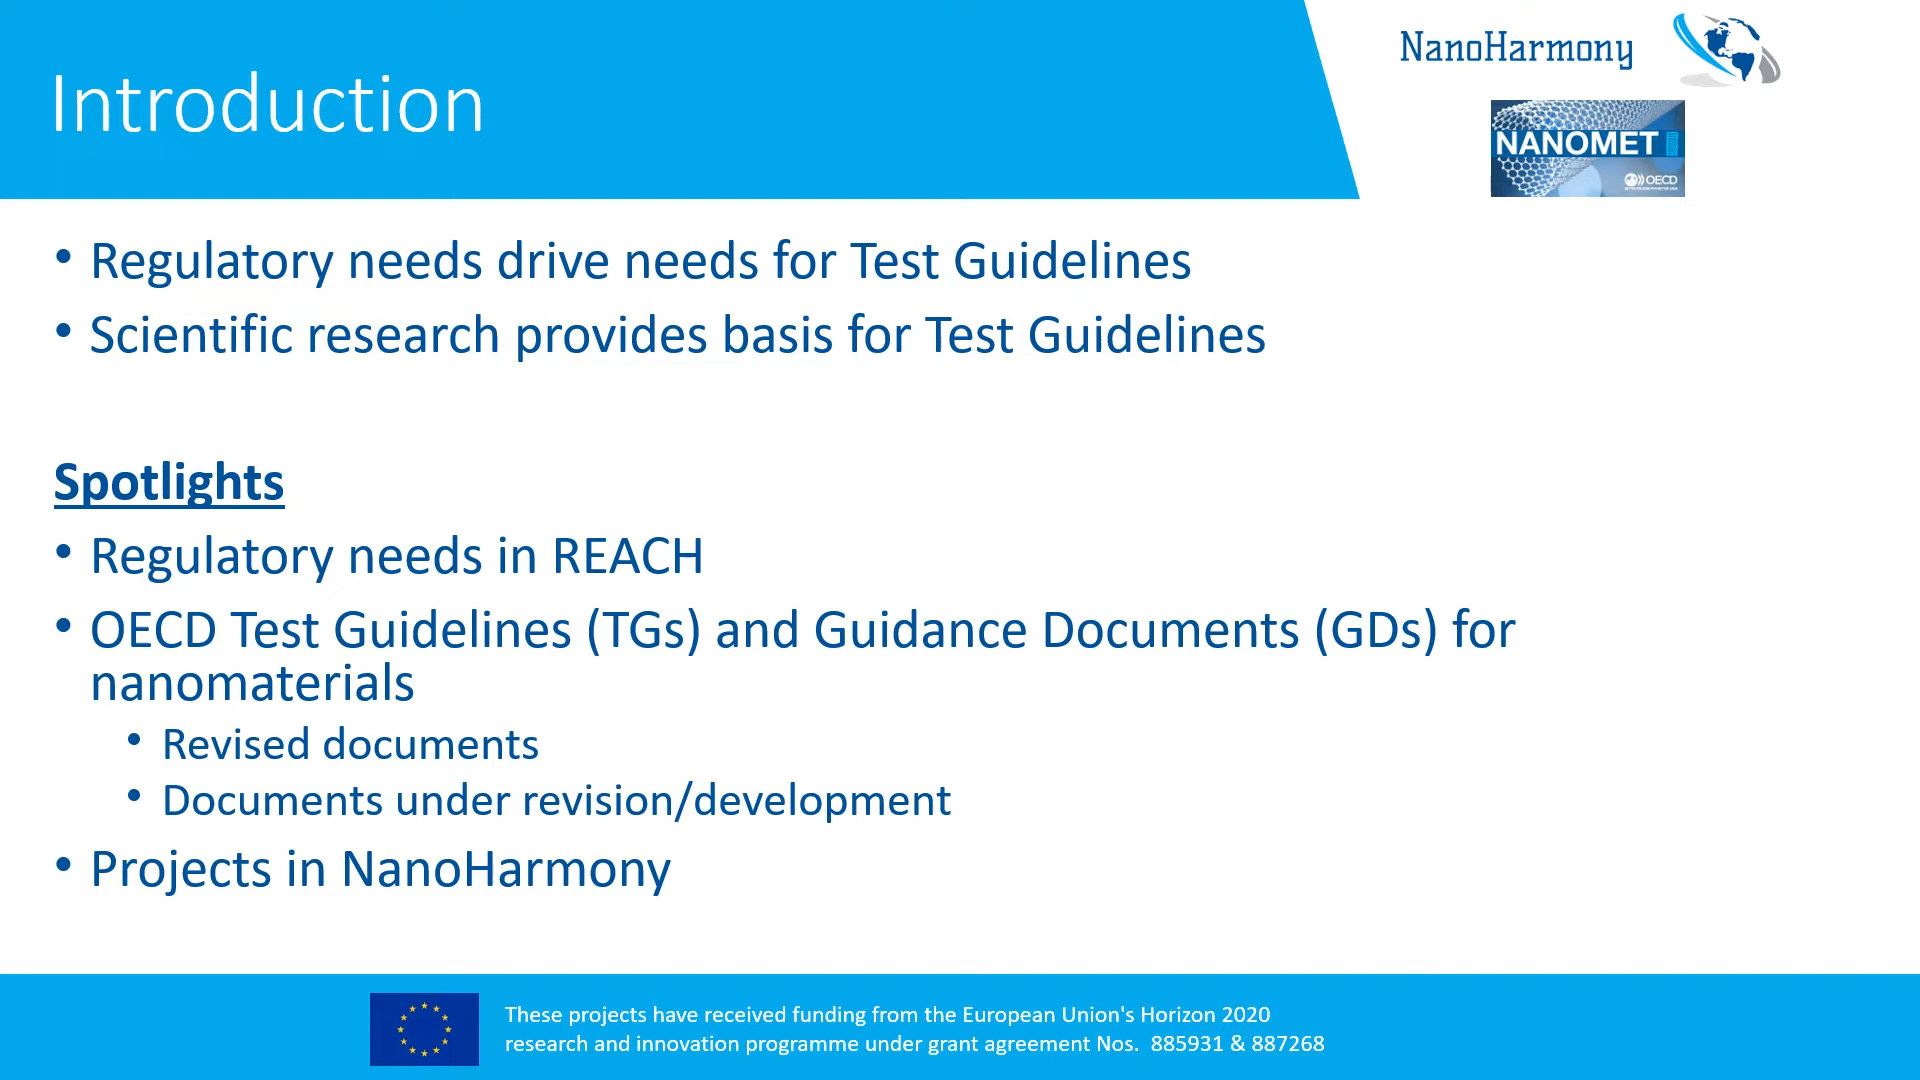 Introduction
NanoHarmony
NANOMET
OECD
• Regulatory needs drive needs for Test Guidelines
• Scientific research provides basis for Test Guidelines
Spotlights
• Regulatory needs in REACH
• OECD Test Guidelines (TGs) and Guidance Documents (GDs) for
nanomaterials
• Revised documents
• Documents under revision/development
• Projects in NanoHarmony
These projects have received funding from the European Union's Horizon 2020
research and innovation programme under grant agreement Nos. 885931 & 887268